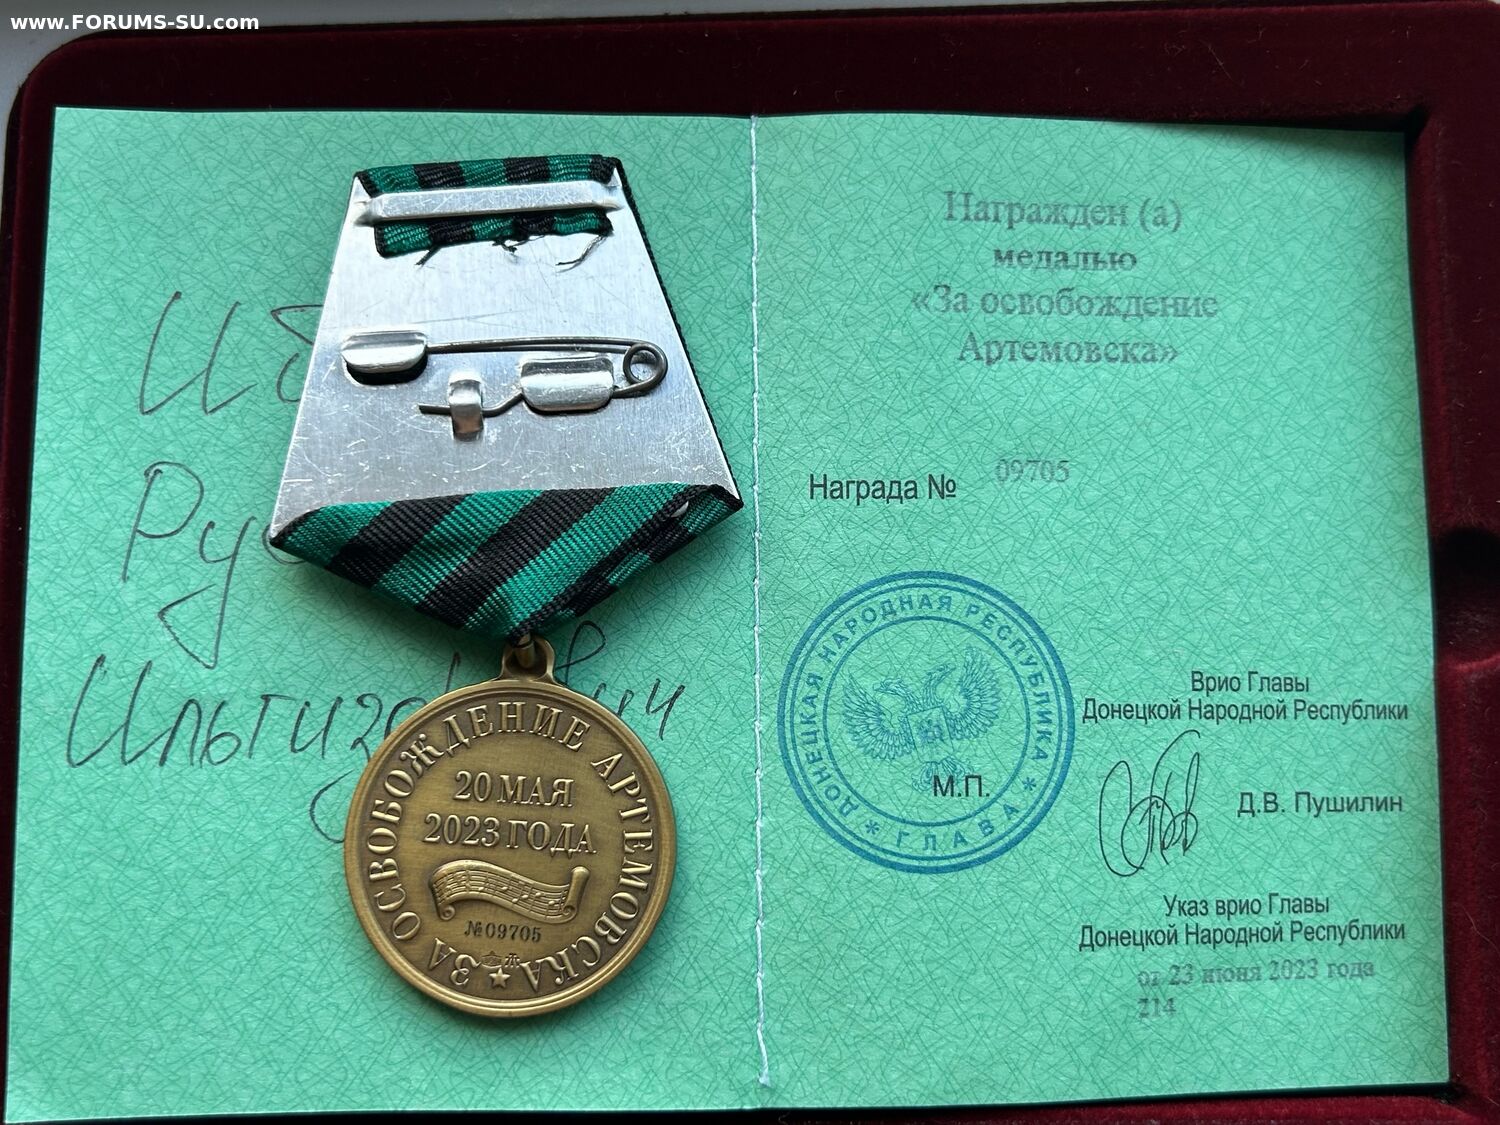 www.FORUMS-SU.com
Награжден (а)
медалью
«За освобождение
Артемовска»
Награда № 09705
ДОНЕЦКАЯ НАРОДНАЯ РЕСПУБЛИКА
* ГЛАВА *
М.П.
Врио Главы
Донецкой Народной Республики
Д.В. Пушилин
Указ врио Главы
Донецкой Народной Республики
от 23 июня 2023 года
214
ЗА ОСВОБОЖДЕНИЕ АРТЕМОВСКА
20 МАЯ
2023 ГОДА
№09705